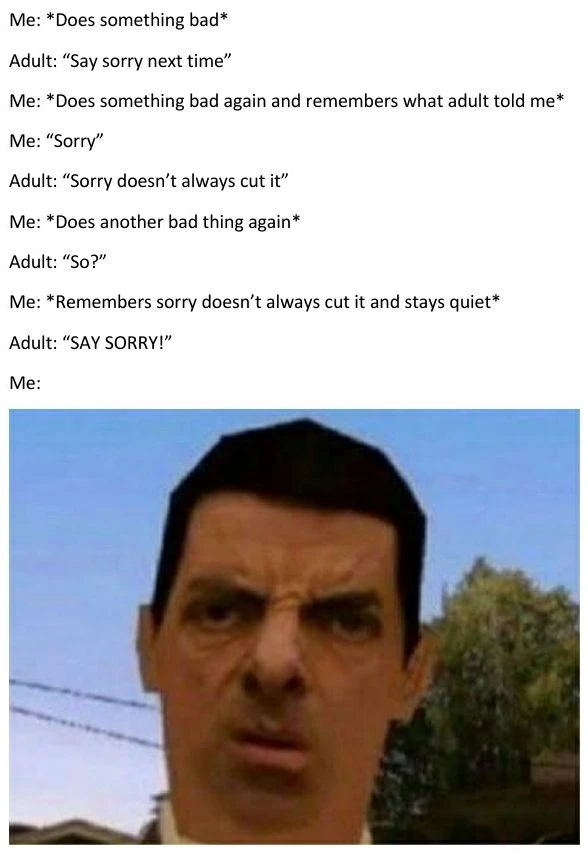 Me: *Does something bad*
Adult: “Say sorry next time”
Me: *Does something bad again and remembers what adult told me*
Me: “Sorry”
Adult: “Sorry doesn’t always cut it”
Me: *Does another bad thing again*
Adult: “So?”
Me: *Remembers sorry doesn’t always cut it and stays quiet*
Adult: “SAY SORRY!”
Me: